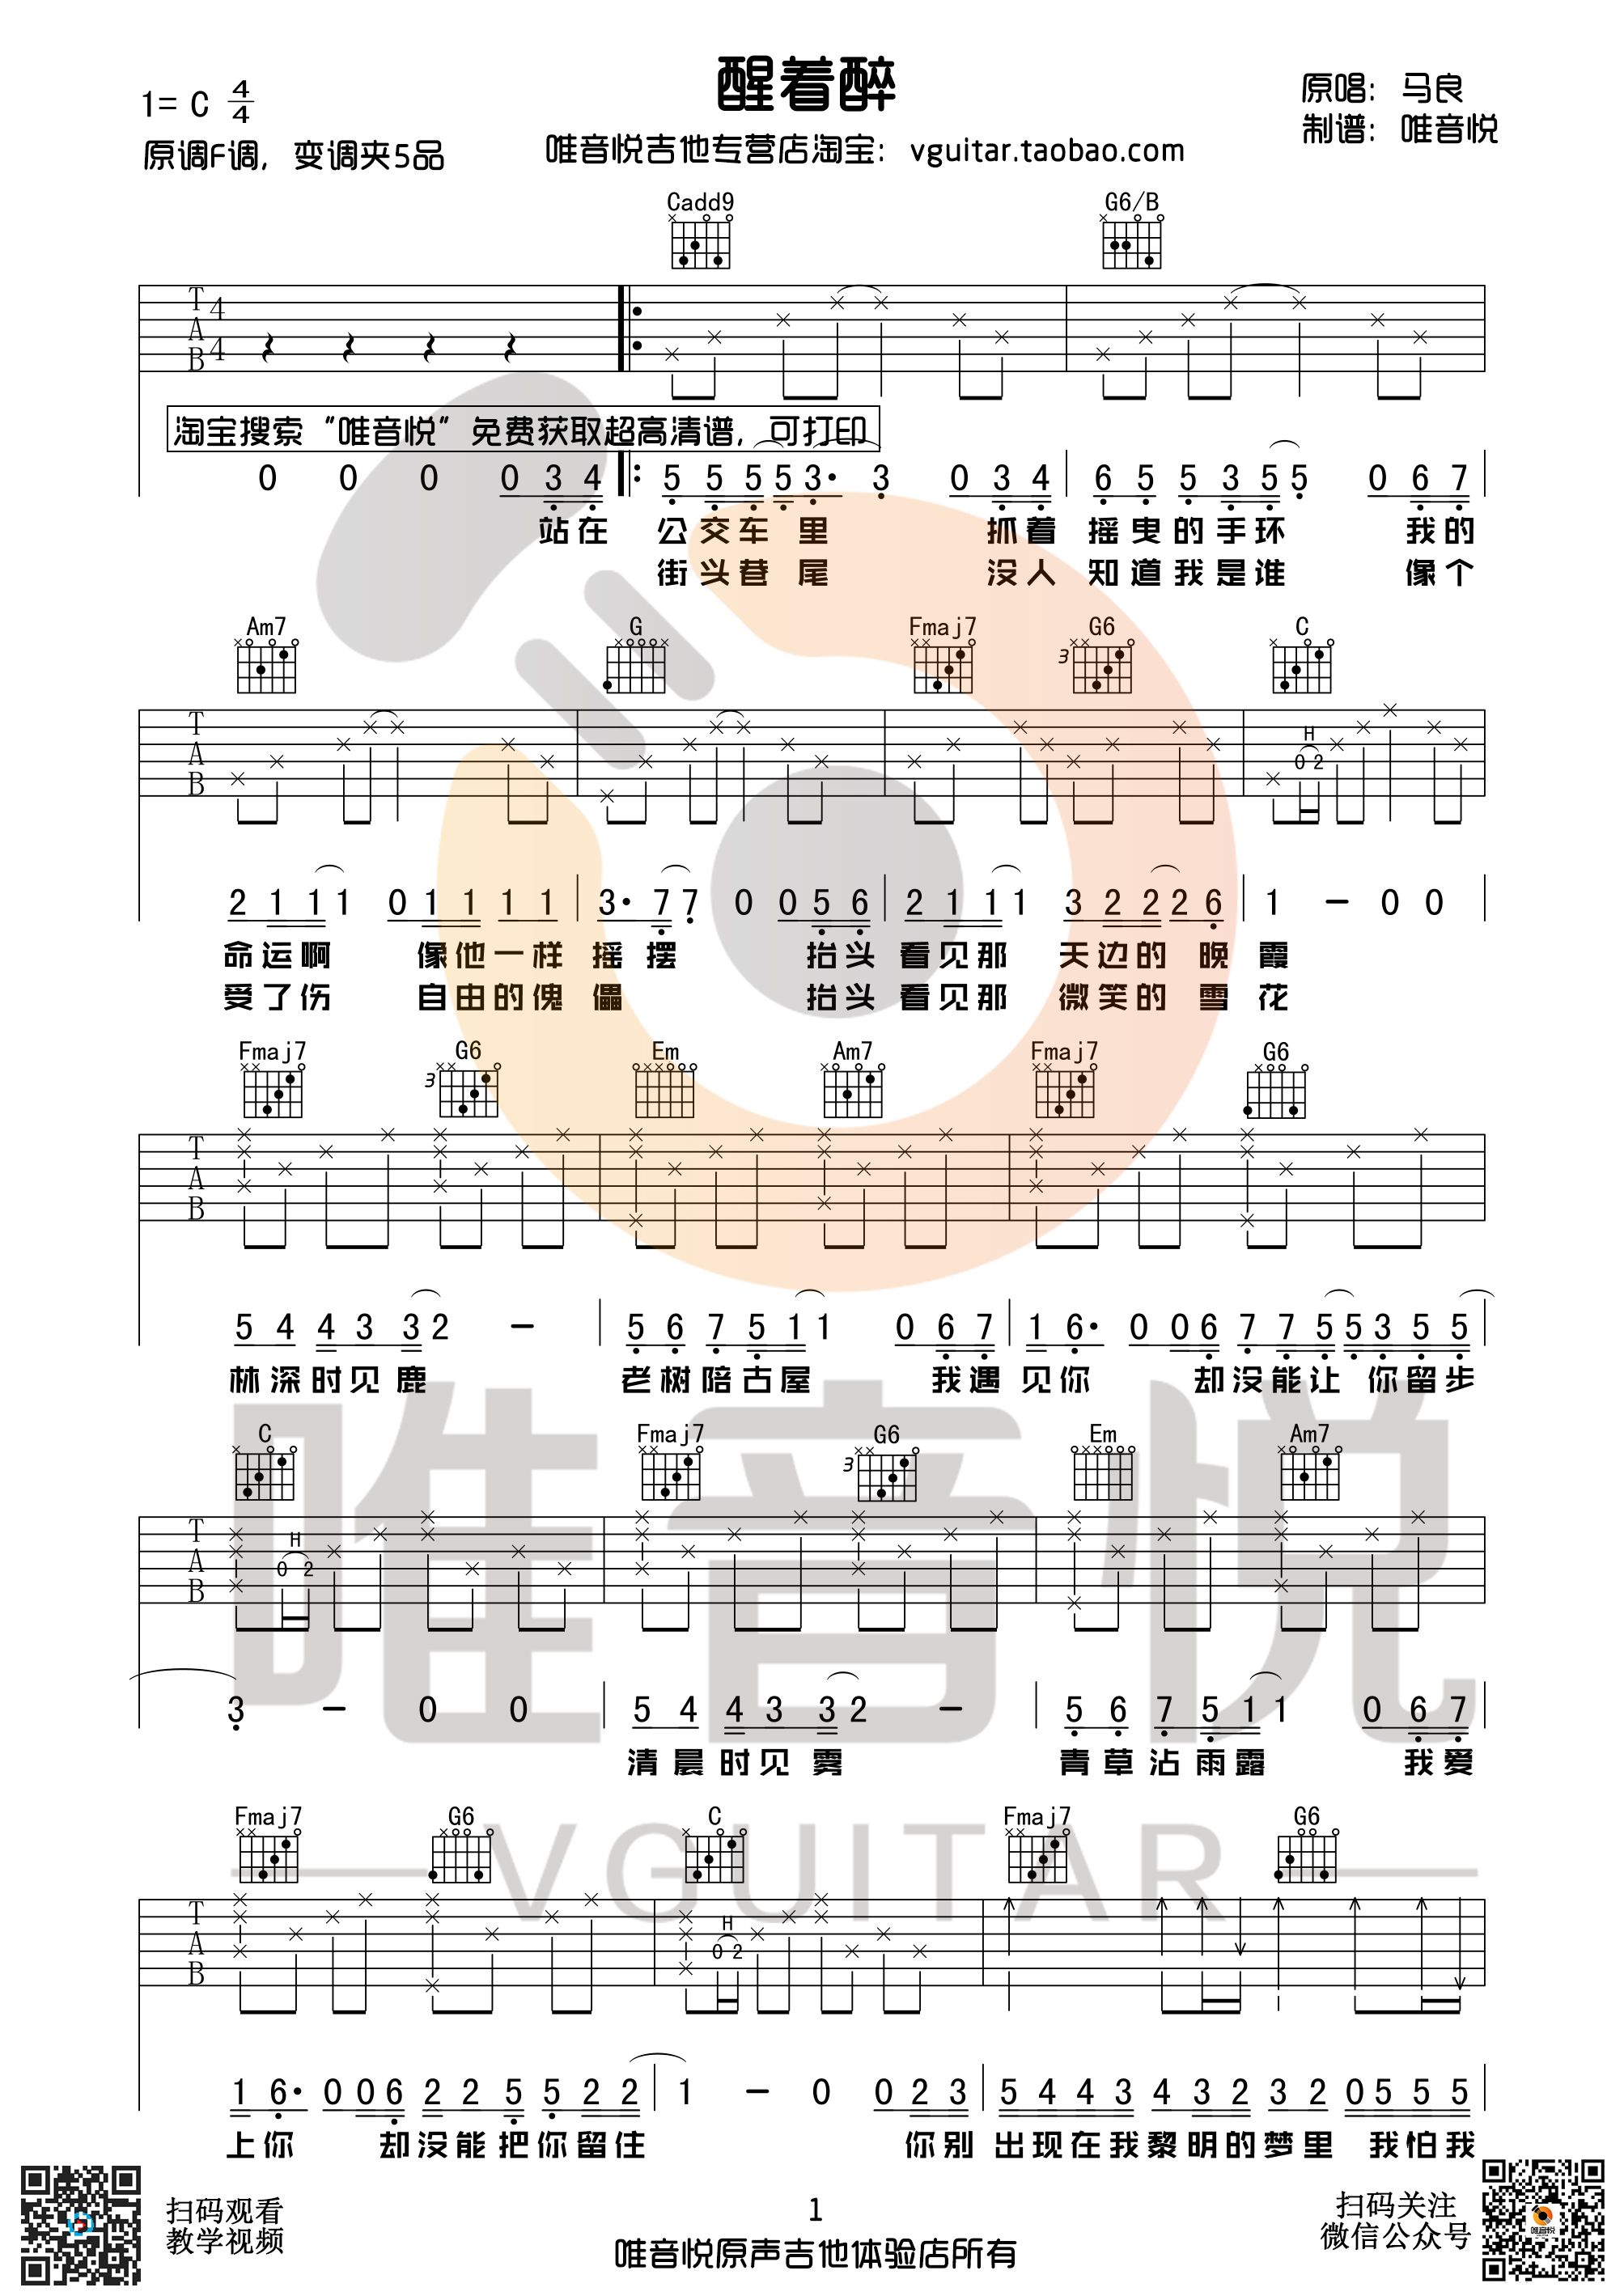 醒着醉
1= C 4/4
原调F调，变调夹5品
唯音悦吉他专营店淘宝：vguitar.taobao.com
原唱：马良
制谱：唯音悦
Cadd9 G6/B
T A B 4 4
淘宝搜索“唯音悦”免费获取超高清谱，可打印
0 0 0 0 3 4 5 5 5 5 3· 3 0 3 4 6 5 5 3 5 5 0 6 7
站在 公交车里 抓着 摇曳的手环 我的
街头巷尾 没人 知道我是谁 像个
Am7 G Fmaj7 3 G6 C
T A B H 0 2
2 1 1 1 0 1 1 1 1 3· 7 7 0 0 5 6 2 1 1 1 3 2 2 2 6 1 – 0 0
命运啊 像他一样 摇摆 抬头 看见那 天边的 晚霞
受了伤 自由的傀儡 抬头 看见那 微笑的 雪花
Fmaj7 3 G6 Em Am7 Fmaj7 G6
T A B
5 4 4 3 3 2 – 5 6 7 5 1 1 0 6 7 1 6· 0 0 6 7 7 5 5 3 5 5
林深时见鹿 老树陪古屋 我遇 见你 却没能让 你留步
C Fmaj7 3 G6 Em Am7
T A B H 0 2
3 – 0 0 5 4 4 3 3 2 – 5 6 7 5 1 1 0 6 7
清晨时见雾 青草沾雨露 我爱
唯音悦
Fmaj7 G6 C Fmaj7 G6
VGUITAR
T A B H 0 2
1 6· 0 0 6 2 2 5 5 2 2 1 – 0 0 2 3 5 4 4 3 4 3 2 3 2 0 5 5 5
上你 却没能把你留住 你别 出现在我黎明的梦里 我怕我
扫码观看
教学视频
1
唯音悦原声吉他体验店所有
扫码关注
微信公众号
唯音悦